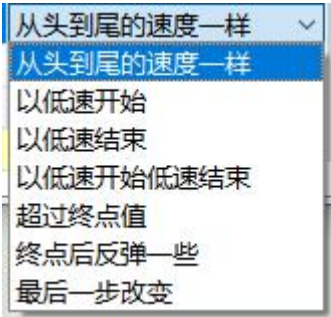 从头到尾的速度一样
从头到尾的速度一样
以低速开始
以低速结束
以低速开始低速结束
超过终点值
终点后反弹一些
最后一步改变